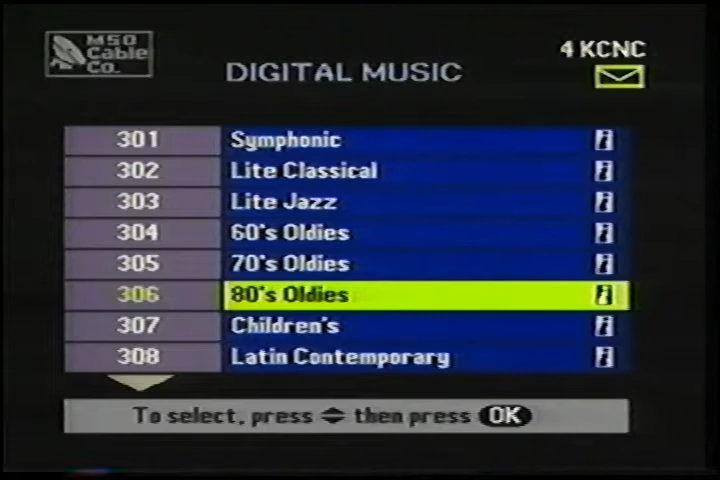 MSO
Cable
Co.
4 KCNC
DIGITAL MUSIC
301 Symphonic i
302 Lite Classical i
303 Lite Jazz i
304 60's Oldies i
305 70's Oldies i
306 80's Oldies i
307 Children's i
308 Latin Contemporary i
To select, press then press OK